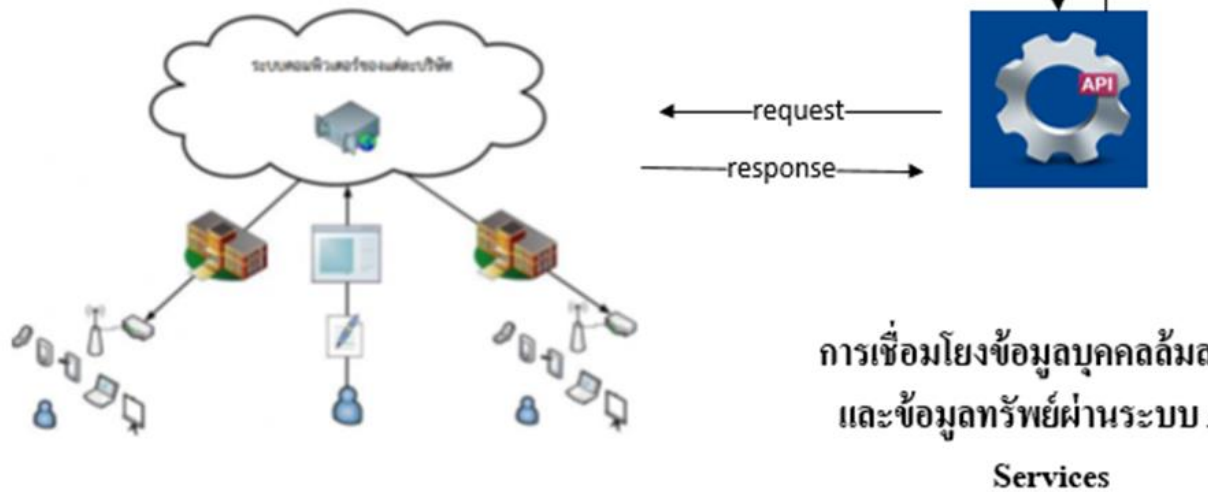 ระบบคอมพิวเตอร์ของแต่ละบริษัท
API
request
response
การเชื่อมโยงข้อมูลบุคคลล้ม
และข้อมูลทรัพย์ผ่านระบบ
Services